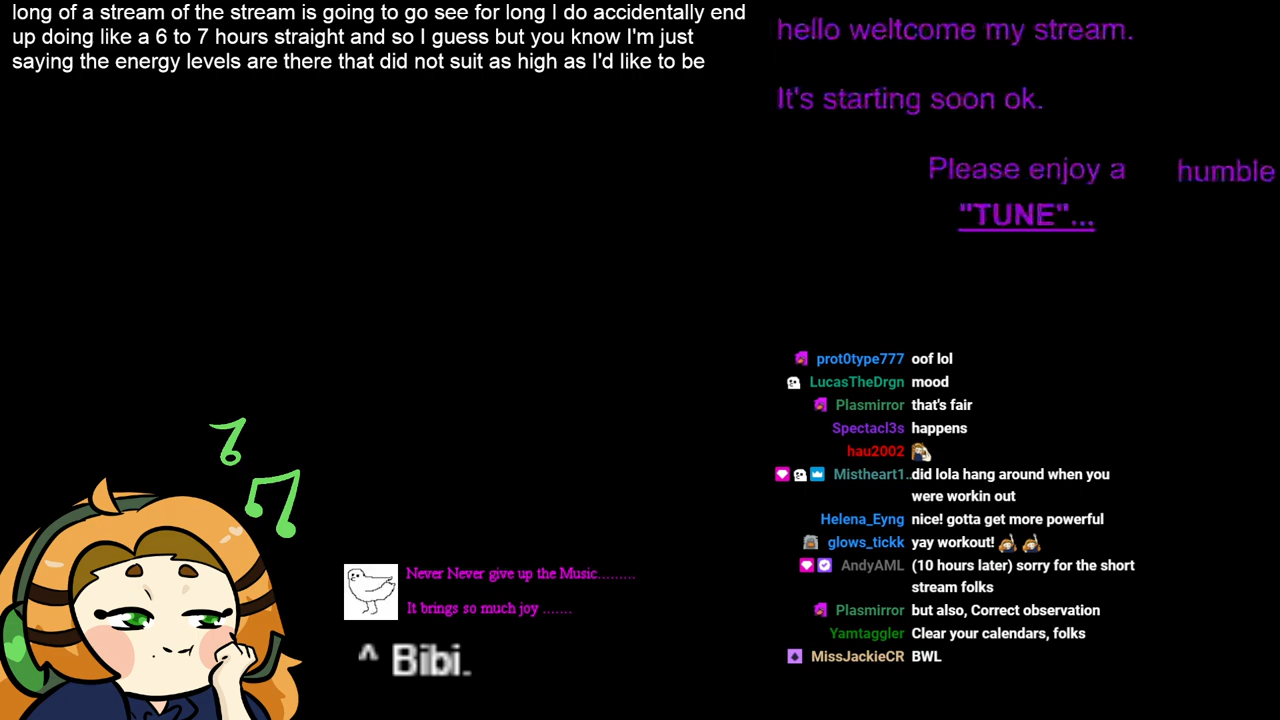 long of a stream of the stream is going to go see for long I do accidentally end
up doing like a 6 to 7 hours straight and so I guess but you know I'm just
saying the energy levels are there that did not suit as high as I'd like to be
hello weltcome my stream.
It's starting soon ok.
Please enjoy a humble
"TUNE"...
prot0type777 oof lol
LucasTheDrgn mood
Plasmirror that's fair
Spectacl3s happens
hau2002
Mistheart1.. did lola hang around when you
were workin out
Helena_Eyng nice! gotta get more powerful
glows_tickk yay workout!
AndyAML (10 hours later) sorry for the short
stream folks
Plasmirror but also, Correct observation
Yamtaggler Clear your calendars, folks
MissJackieCR BWL
Never Never give up the Music.........
It brings so much joy .......
^ Bibi.